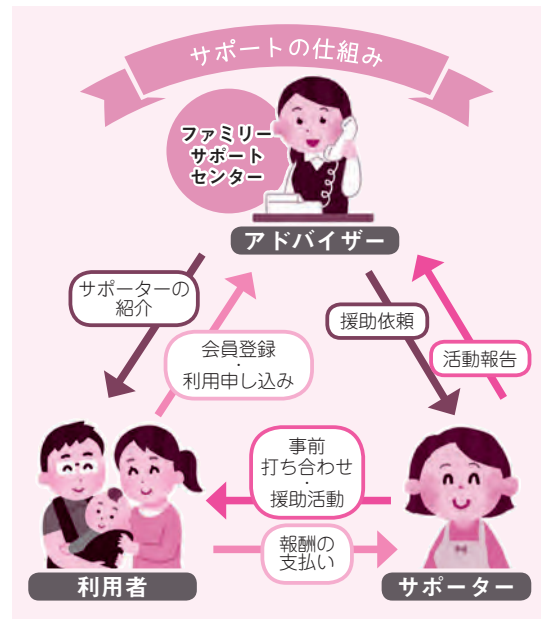 サポートの仕組み
ファミリー
サポート
センター
アドバイザー
サポーターの
紹介
会員登録
・
利用申し込み
援助依頼
活動報告
事前
打ち合わせ
・
援助活動
報酬の
支払い
利用者
サポーター